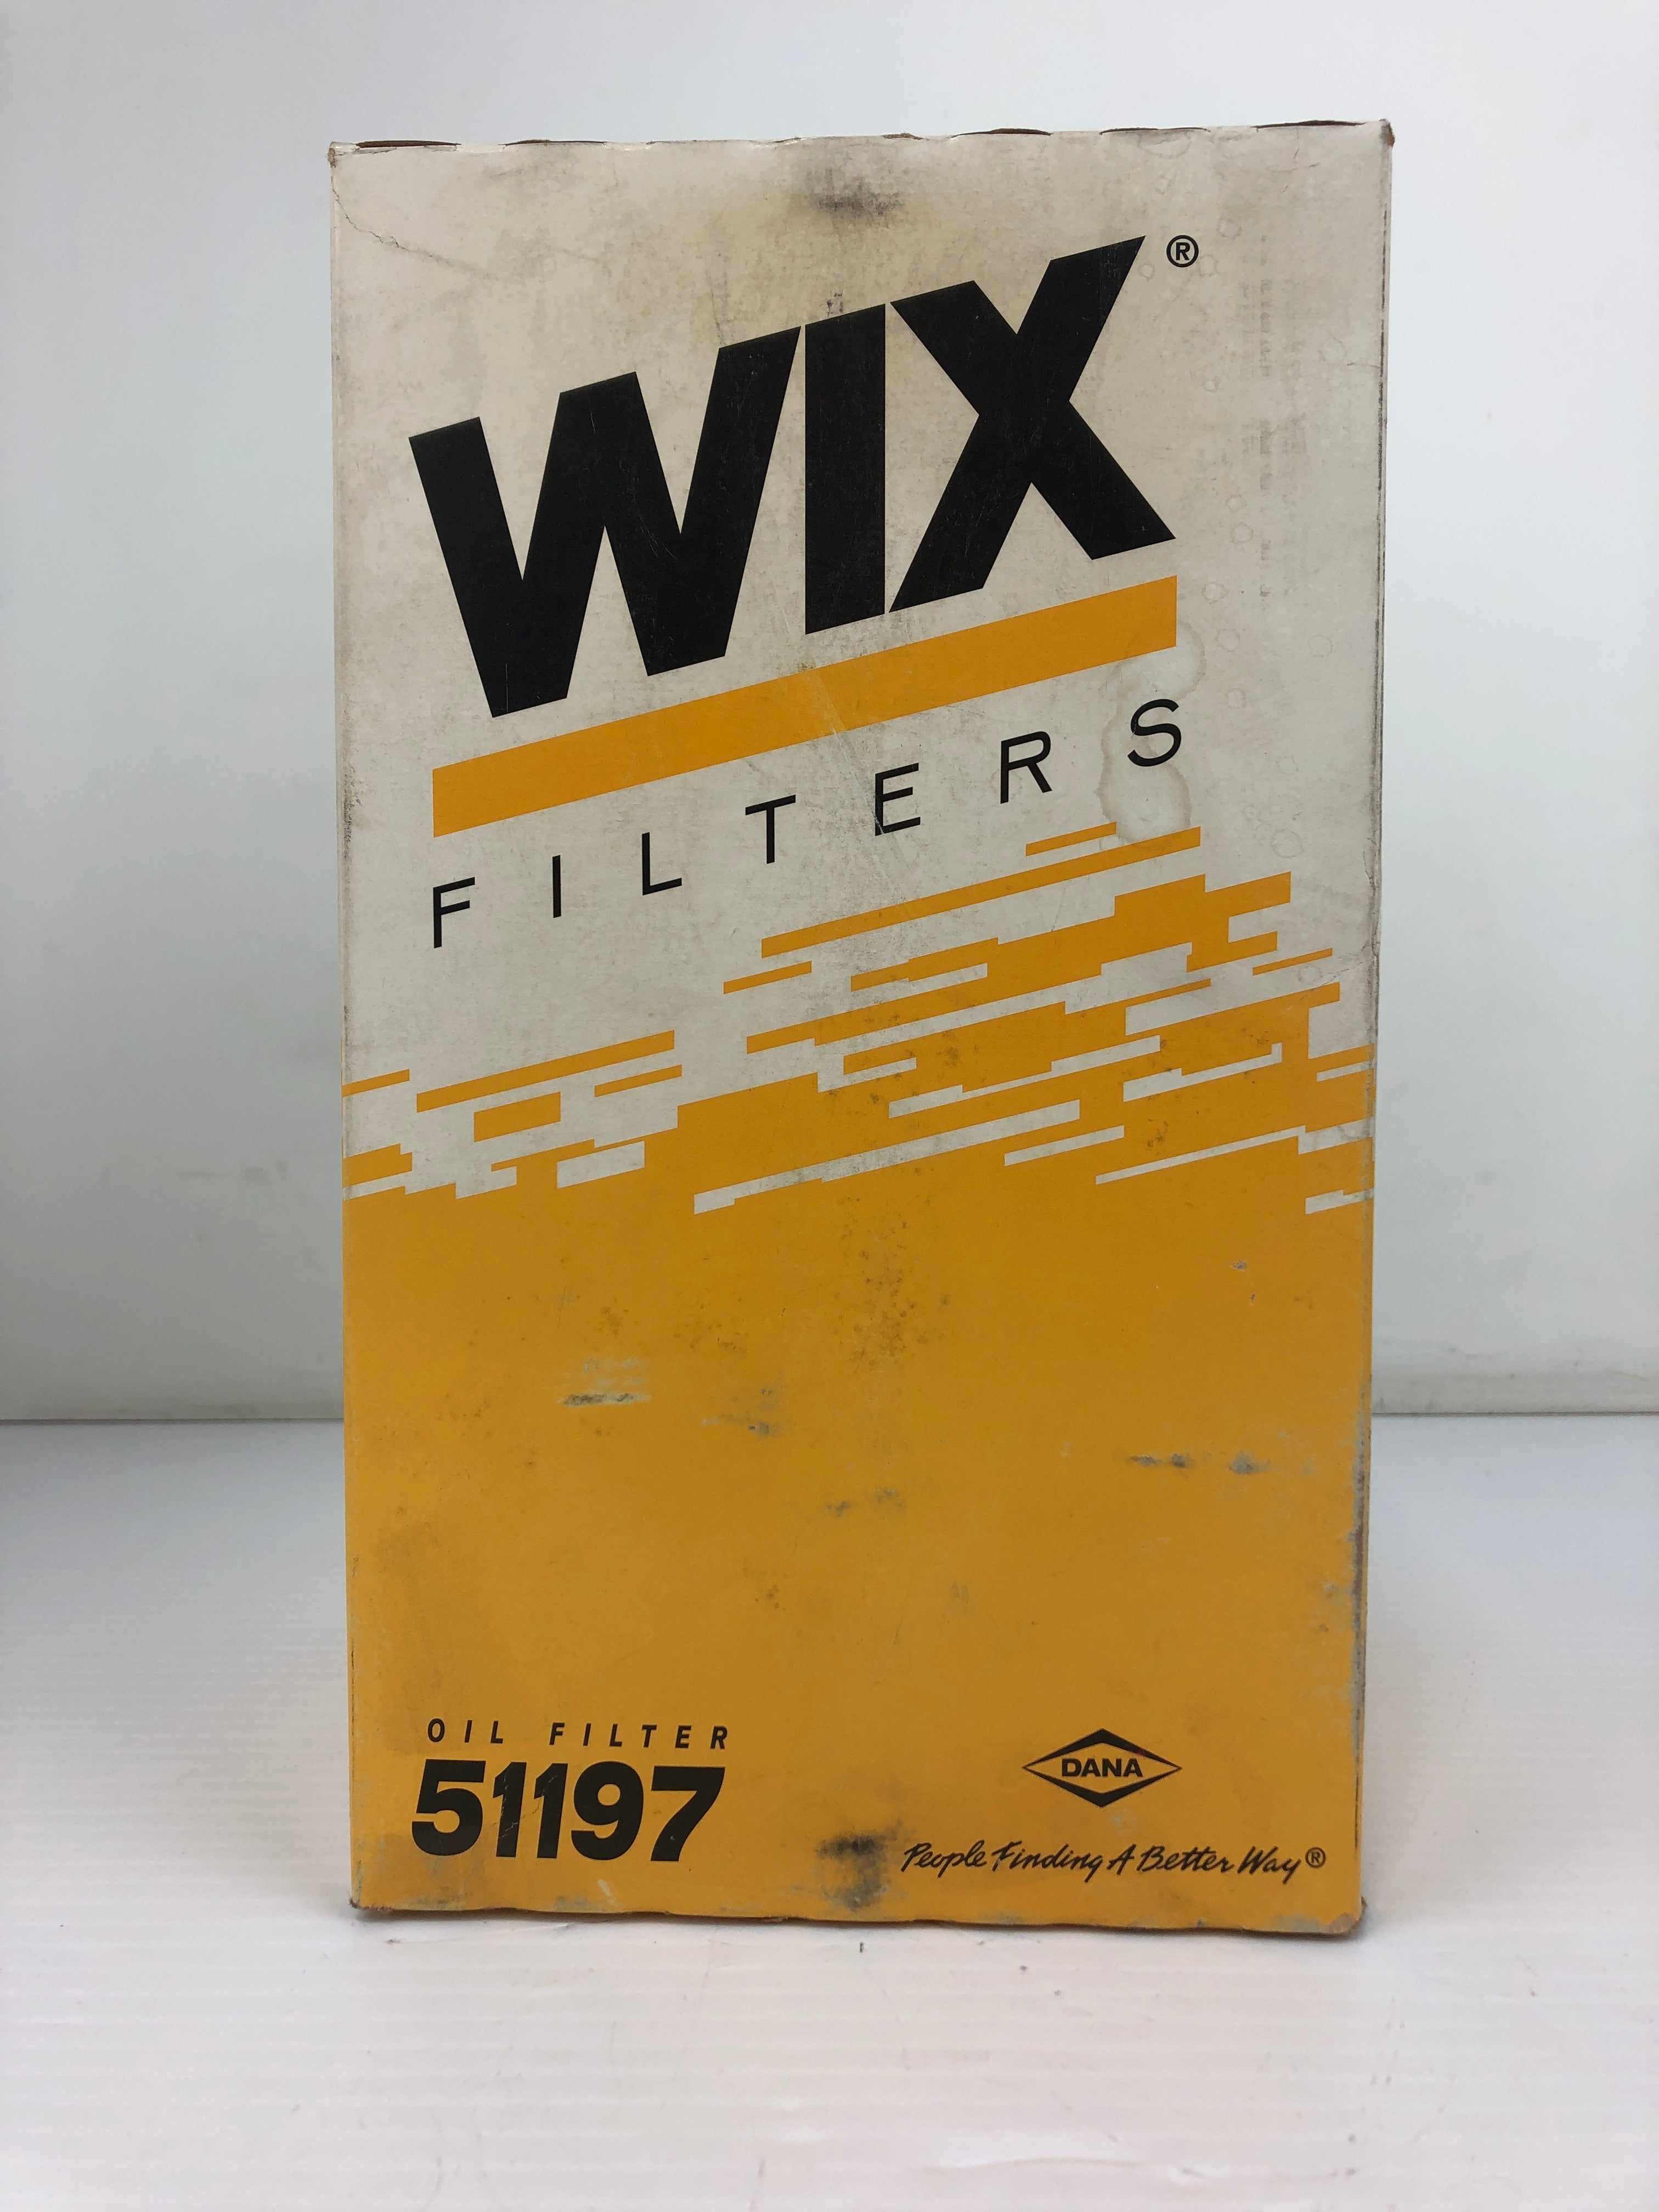 WIX®
FILTERS
OIL FILTER
51197
DANA
People Finding A Better Way®